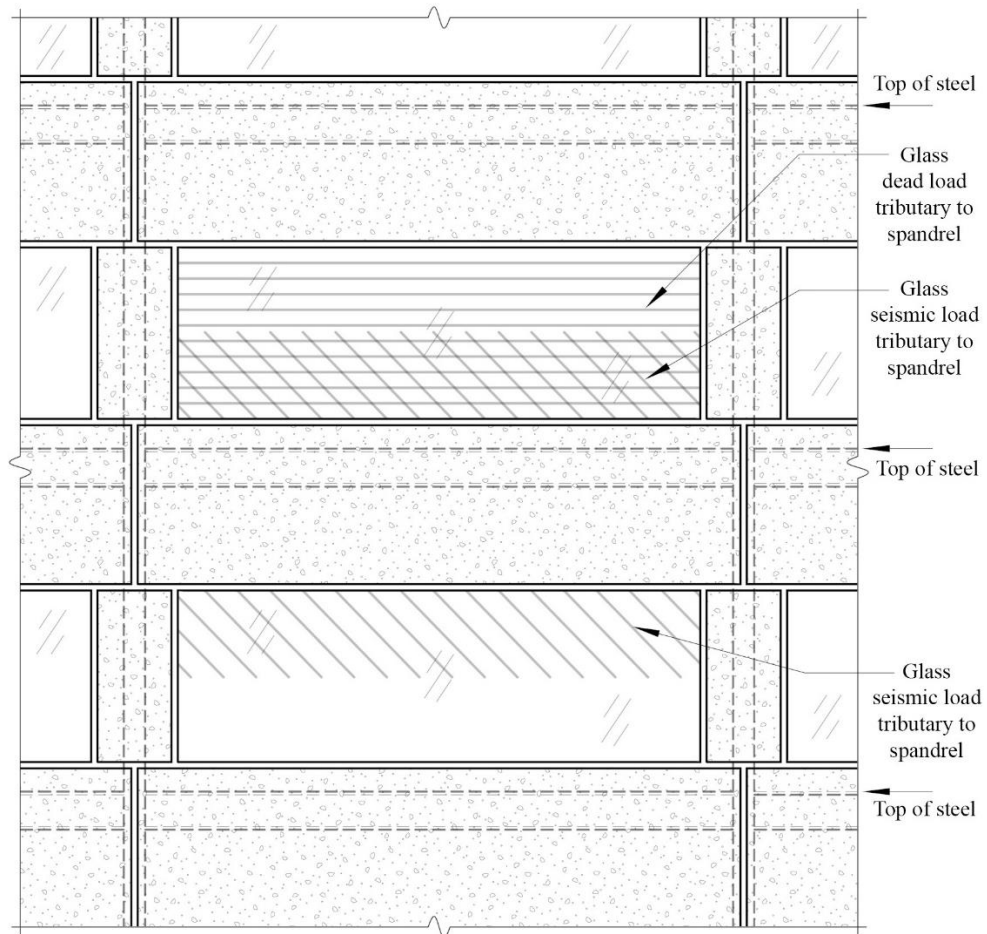 Top of steel
Glass
dead load
tributary to
spandrel
Glass
seismic load
tributary to
spandrel
Top of steel
Glass
seismic load
tributary to
spandrel
Top of steel